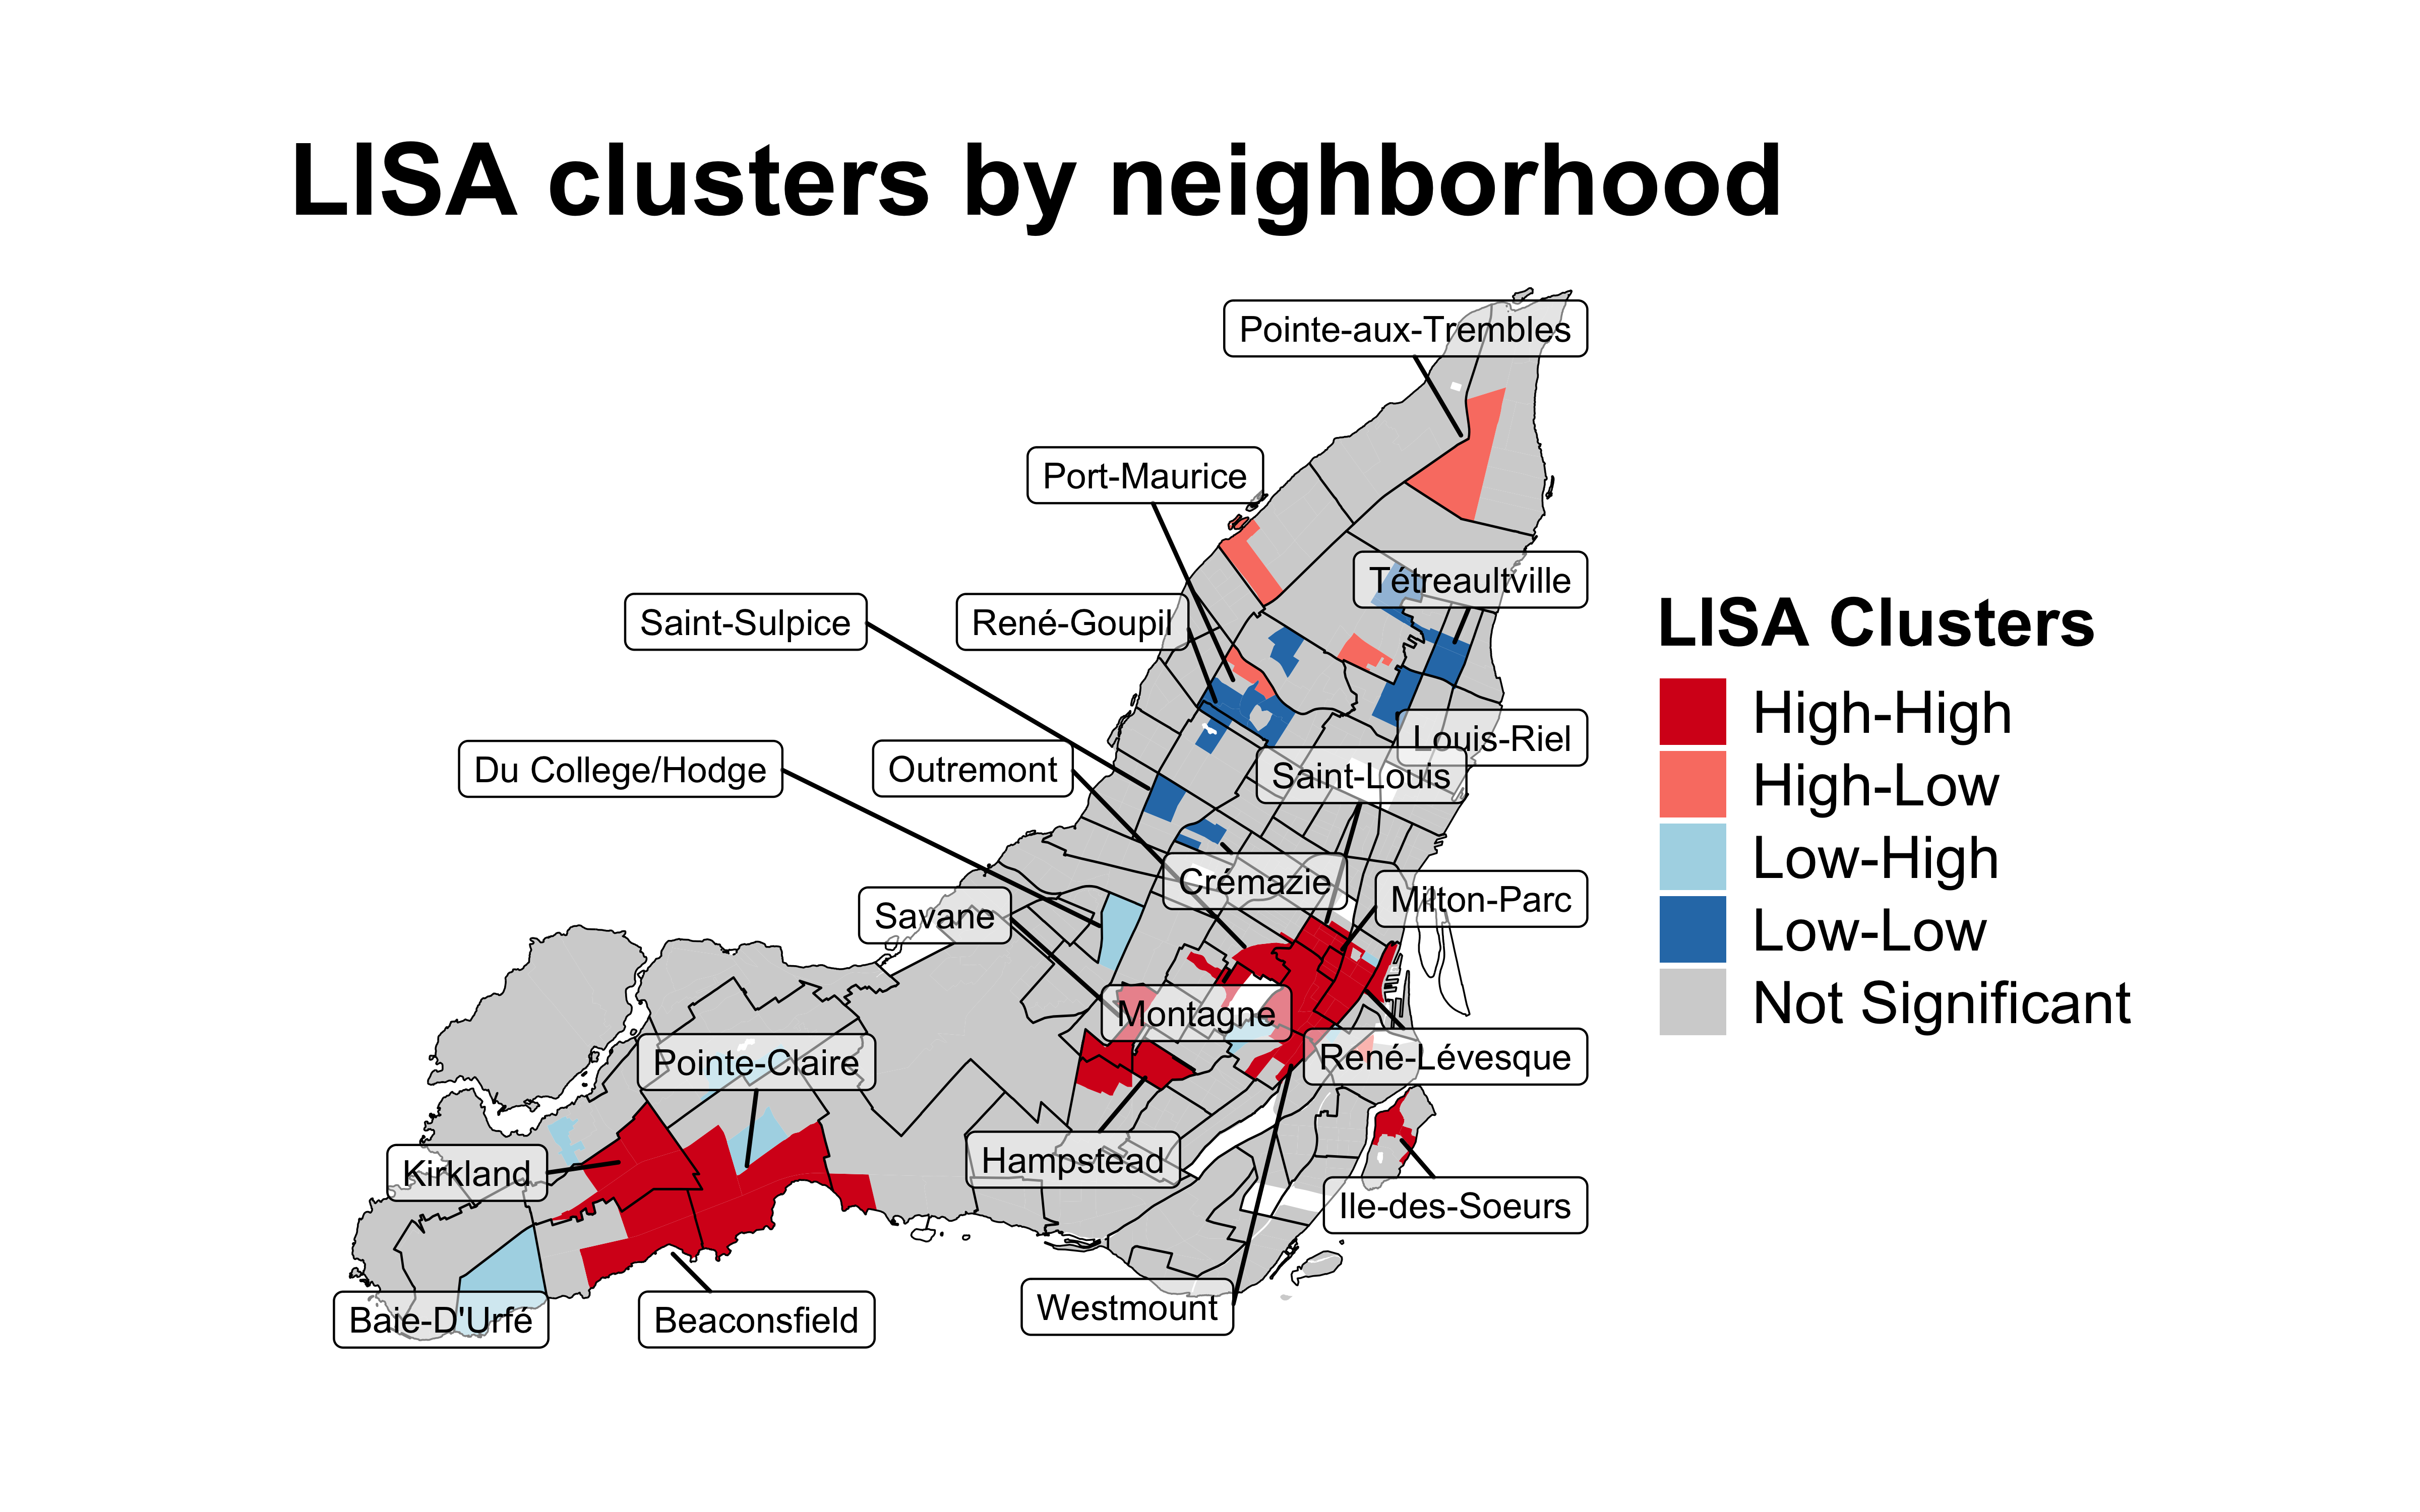 LISA clusters by neighborhood
Pointe-aux-Trembles
Port-Maurice
Tétreaultville
Saint-Sulpice
René-Goupil
Louis-Riel
Du College/Hodge
Outremont
Saint-Louis
Crémazie
Milton-Parc
Savane
Montagne
Pointe-Claire
René-Lévesque
Kirkland
Hampstead
Ile-des-Soeurs
Baie-D'Urfé
Beaconsfield
Westmount
LISA Clusters
High-High
High-Low
Low-High
Low-Low
Not Significant